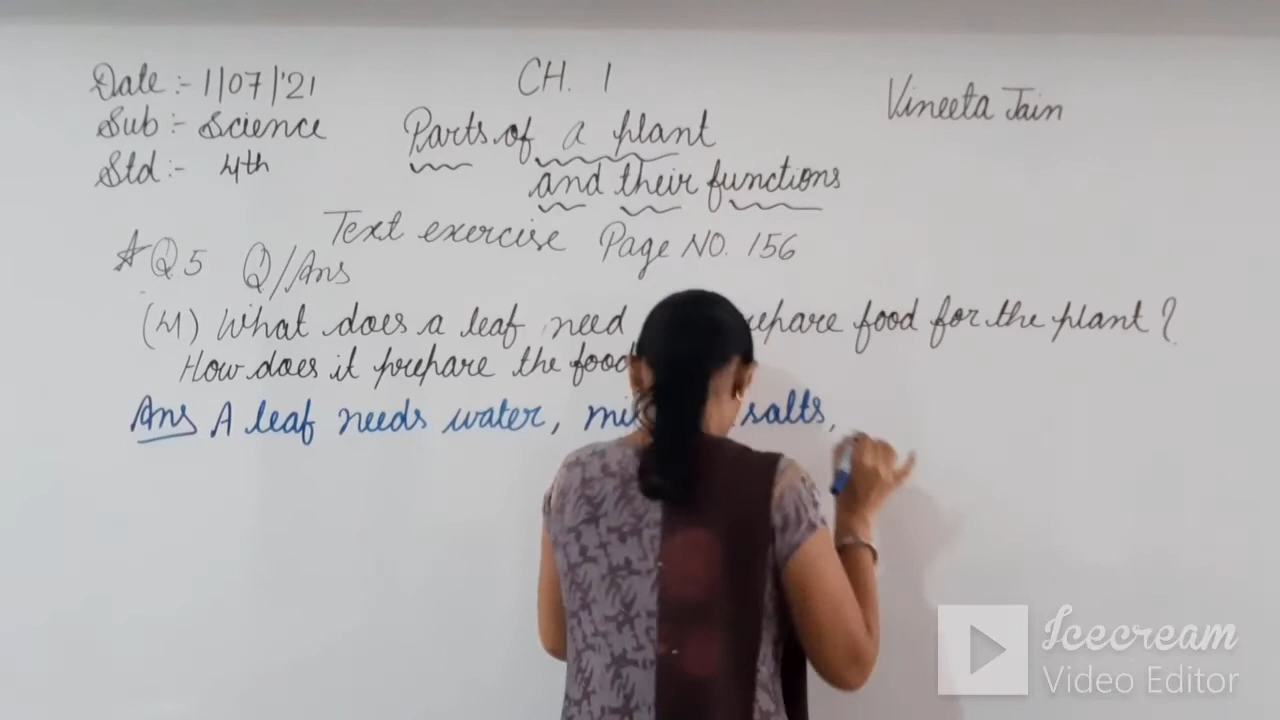 Date :- 1/07/'21
CH. 1
Vineeta Jain
Sub :- Science
Parts of a plant
Std :- 4th
and their functions
Text exercise Page NO. 156
Q5 Q/Ans
(4) What does a leaf need food for the plant ?
How does it prepare the food
Ans A leaf needs water, salts,
Icecream
Video Editor